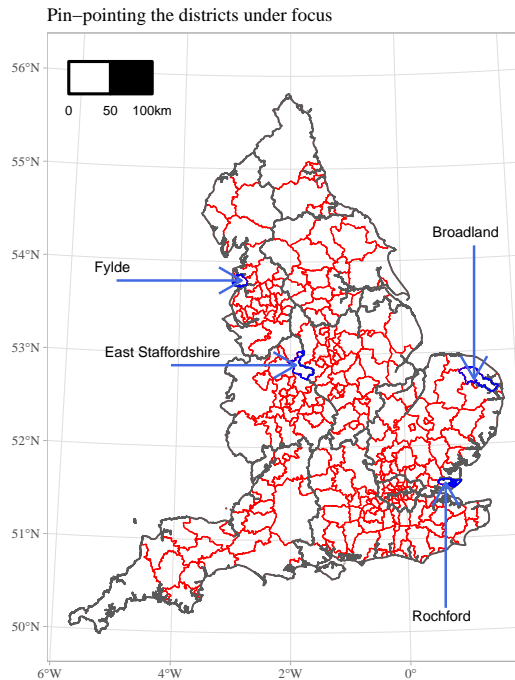 Pin−pointing the districts under focus
56°N
0 50 100km
55°N
Broadland
54°N
Fylde
East Staffordshire
53°N
52°N
51°N
Rochford
50°N
6°W 4°W 2°W 0°